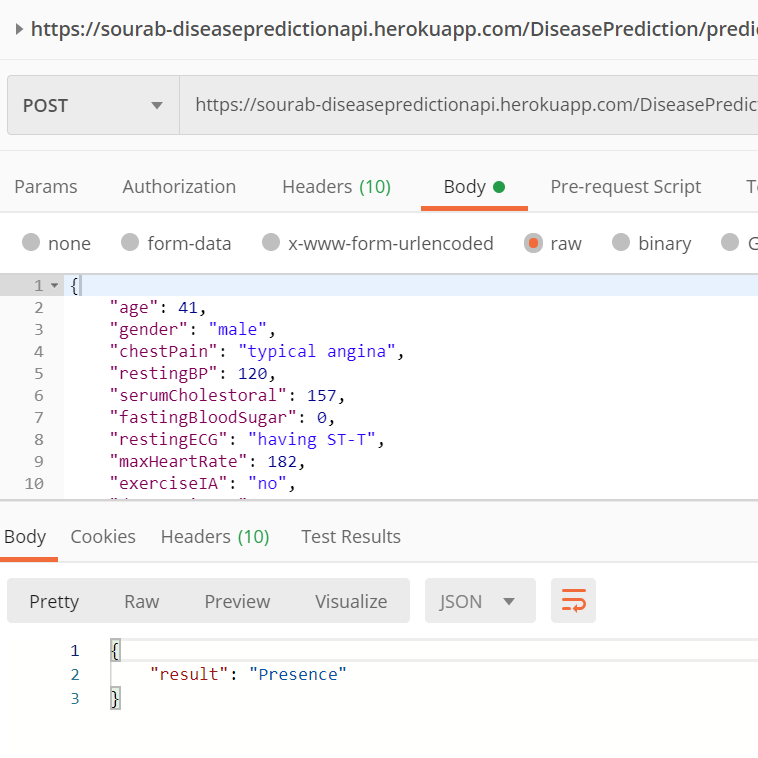 https://sourab-diseasepredictionapi.herokuapp.com/DiseasePrediction/predi
POST https://sourab-diseasepredictionapi.herokuapp.com/DiseasePredic
Params Authorization Headers (10) Body Pre-request Script T
none form-data x-www-form-urlencoded raw binary G
1 {
2 "age": 41,
3 "gender": "male",
4 "chestPain": "typical angina",
5 "restingBP": 120,
6 "serumCholestoral": 157,
7 "fastingBloodSugar": 0,
8 "restingECG": "having ST-T",
9 "maxHeartRate": 182,
10 "exerciseIA": "no",
Body Cookies Headers (10) Test Results
Pretty Raw Preview Visualize JSON
1 {
2 "result": "Presence"
3 }